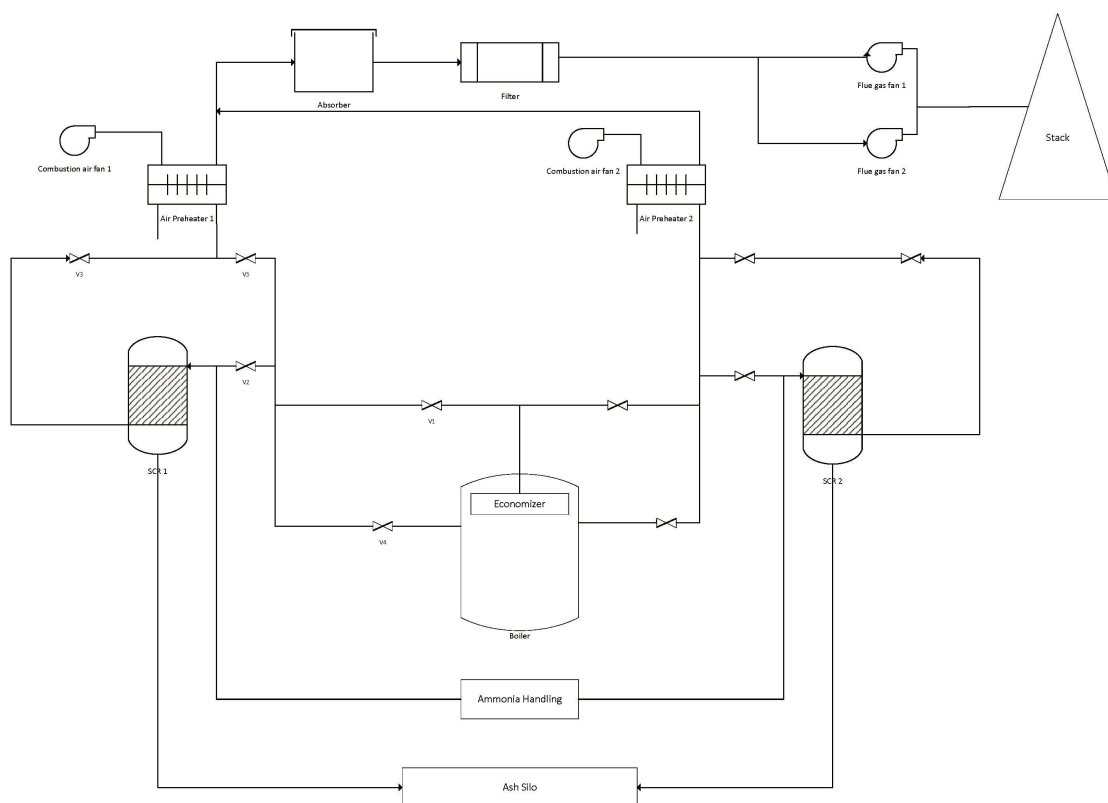 Absorber
Filter
Flue gas fan 1
Stack
Combustion air fan 1
Combustion air fan 2
Flue gas fan 2
Air Preheater 1
Air Preheater 2
V3
V5
V2
V1
SCR 1
SCR 2
Economizer
V4
Boiler
Ammonia Handling
Ash Silo